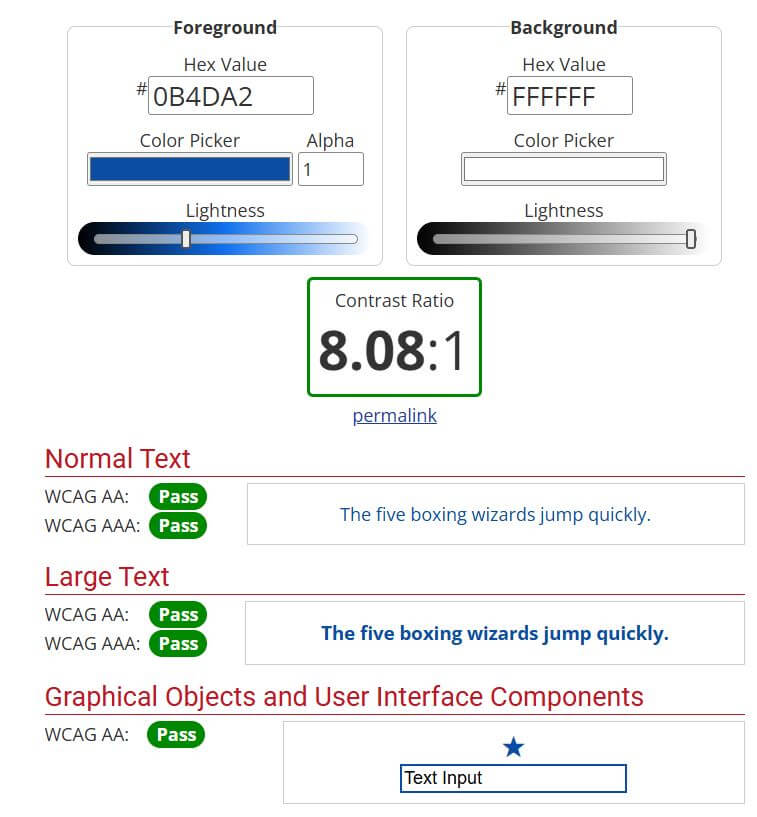 Foreground
Hex Value
#0B4DA2
Color Picker Alpha
1
Lightness
Background
Hex Value
#FFFFFF
Color Picker
Lightness
Contrast Ratio
8.08:1
permalink
Normal Text
WCAG AA: Pass
WCAG AAA: Pass
The five boxing wizards jump quickly.
Large Text
WCAG AA: Pass
WCAG AAA: Pass
The five boxing wizards jump quickly.
Graphical Objects and User Interface Components
WCAG AA: Pass
Text Input